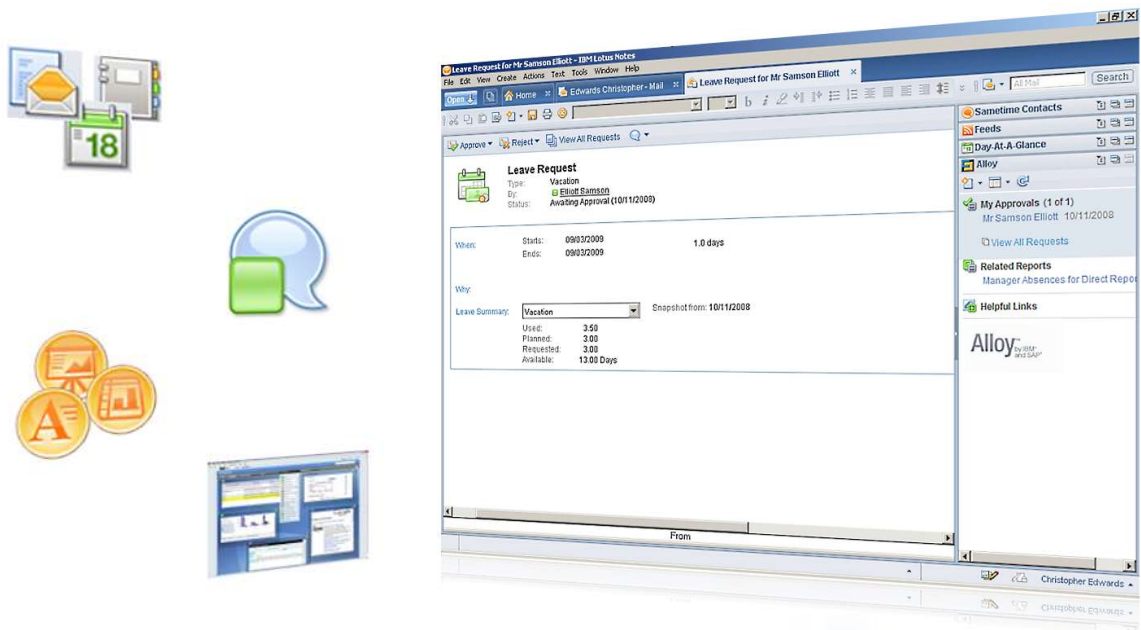 18
A
Leave Request for Mr Samson Elliott - IBM Lotus Notes
File Edit View Create Actions Text Tools Window Help
Open Home Edwards Christopher - Mail Leave Request for Mr Samson Elliott
b i
All Mail Search
Approve Reject View All Requests
Leave Request
Type: Vacation
By: Elliott Samson
Status: Awaiting Approval (10/11/2008)
When: Starts: 09/03/2009 1.0 days
Ends: 09/03/2009
Why:
Leave Summary: Vacation Snapshot from: 10/11/2008
Used: 3.50
Planned: 3.00
Requested: 3.00
Available: 13.00 Days
From
Sametime Contacts
Feeds
Day-At-A-Glance
Alloy
My Approvals (1 of 1)
Mr Samson Elliott 10/11/2008
View All Requests
Related Reports
Manager Absences for Direct Repor
Helpful Links
Alloy™ by IBM®
and SAP®
Christopher Edwards